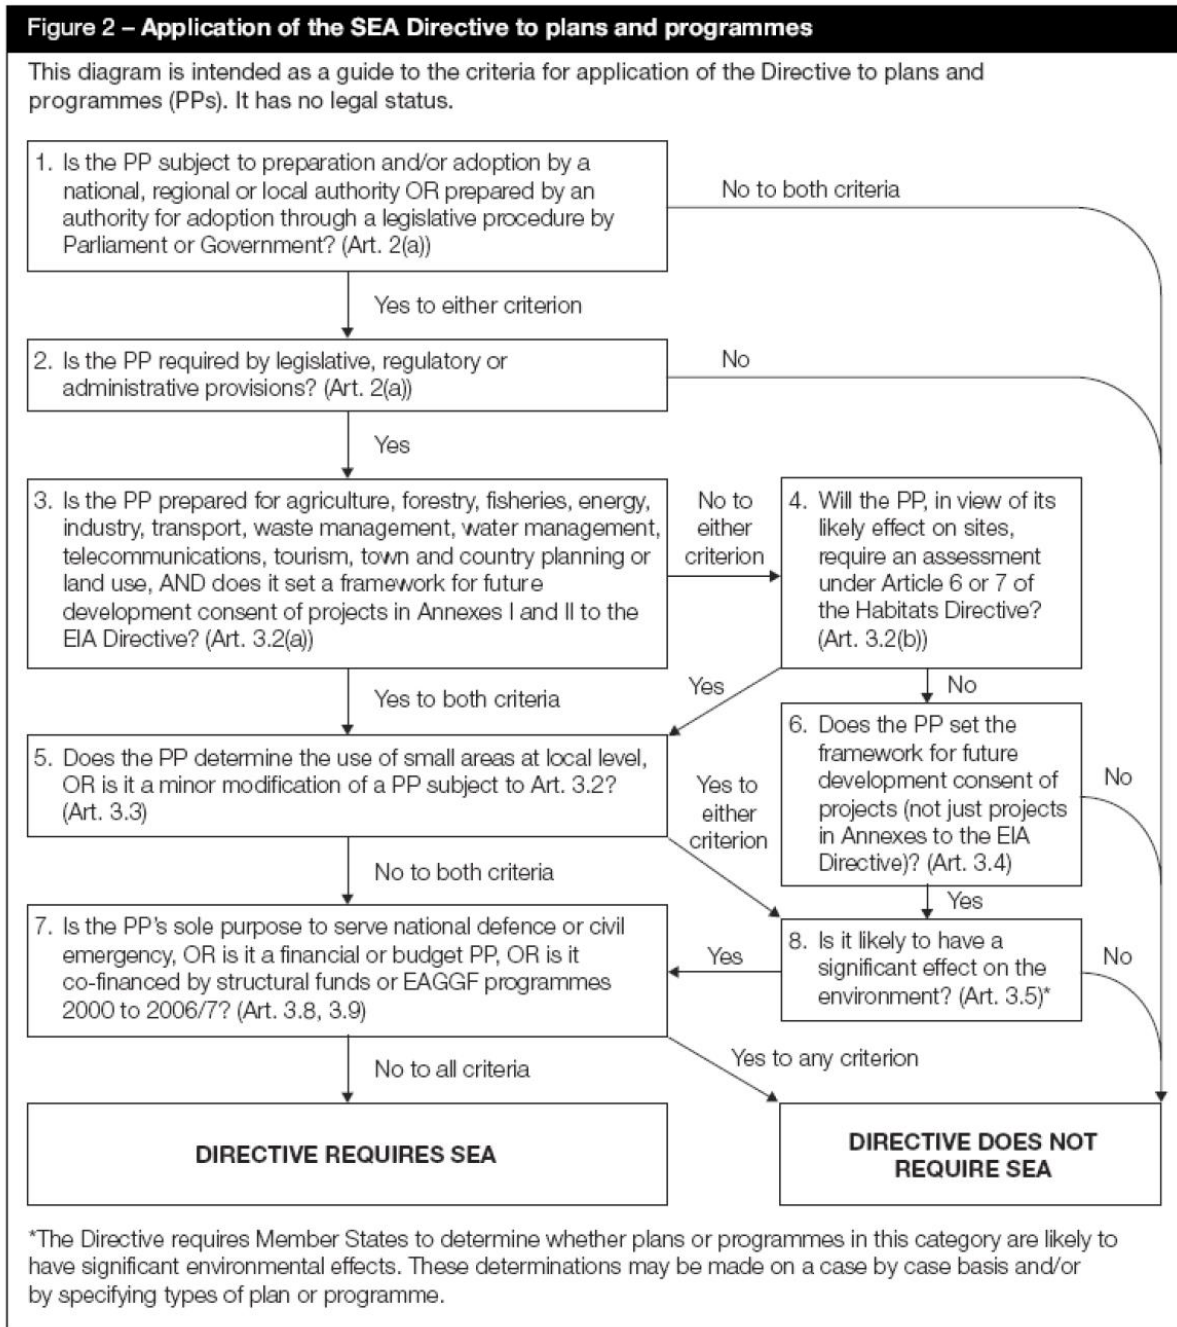 Figure 2 – Application of the SEA Directive to plans and programmes
This diagram is intended as a guide to the criteria for application of the Directive to plans and
programmes (PPs). It has no legal status.
1. Is the PP subject to preparation and/or adoption by a
national, regional or local authority OR prepared by an
authority for adoption through a legislative procedure by
Parliament or Government? (Art. 2(a))
No to both criteria
Yes to either criterion
2. Is the PP required by legislative, regulatory or
administrative provisions? (Art. 2(a))
No
Yes
3. Is the PP prepared for agriculture, forestry, fisheries, energy,
industry, transport, waste management, water management,
telecommunications, tourism, town and country planning or
land use, AND does it set a framework for future
development consent of projects in Annexes I and II to the
EIA Directive? (Art. 3.2(a))
No to
either
criterion
4. Will the PP, in view of its
likely effect on sites,
require an assessment
under Article 6 or 7 of
the Habitats Directive?
(Art. 3.2(b))
Yes to both criteria
Yes
No
5. Does the PP determine the use of small areas at local level,
OR is it a minor modification of a PP subject to Art. 3.2?
(Art. 3.3)
Yes to
either
criterion
6. Does the PP set the
framework for future
development consent of
projects (not just projects
in Annexes to the EIA
Directive)? (Art. 3.4)
No
No to both criteria
Yes
7. Is the PP's sole purpose to serve national defence or civil
emergency, OR is it a financial or budget PP, OR is it
co-financed by structural funds or EAGGF programmes
2000 to 2006/7? (Art. 3.8, 3.9)
Yes
8. Is it likely to have a
significant effect on the
environment? (Art. 3.5)*
No
No to all criteria
Yes to any criterion
DIRECTIVE REQUIRES SEA
DIRECTIVE DOES NOT
REQUIRE SEA
*The Directive requires Member States to determine whether plans or programmes in this category are likely to
have significant environmental effects. These determinations may be made on a case by case basis and/or
by specifying types of plan or programme.